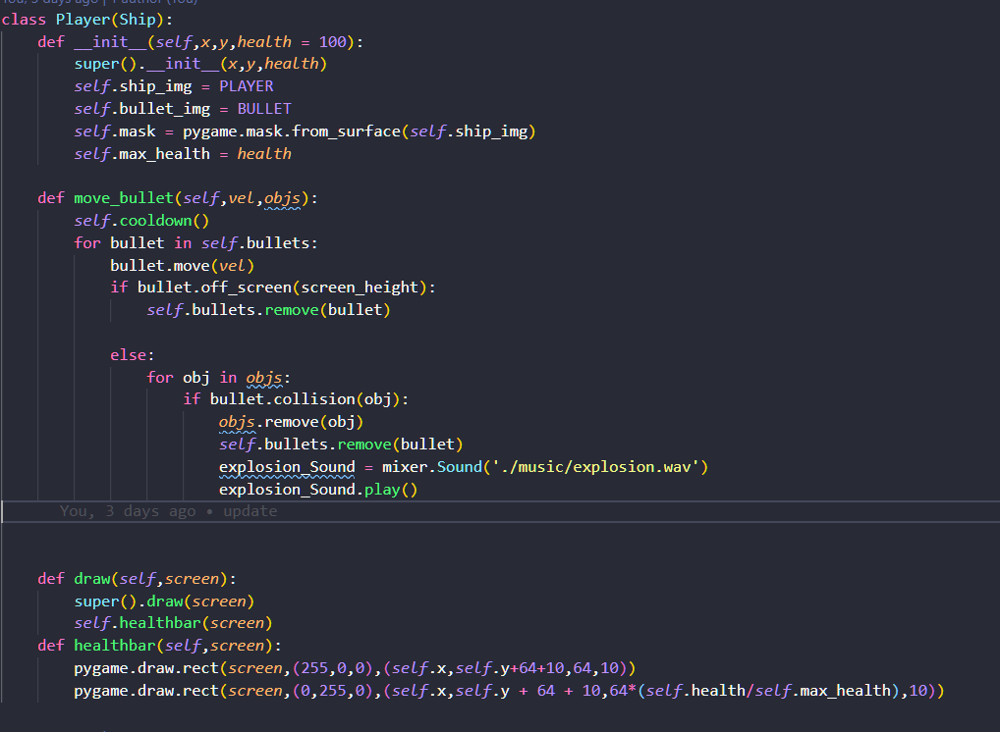 You, 3 days ago | 1 author (You)
class Player(Ship):
    def __init__(self,x,y,health = 100):
        super().__init__(x,y,health)
        self.ship_img = PLAYER
        self.bullet_img = BULLET
        self.mask = pygame.mask.from_surface(self.ship_img)
        self.max_health = health

    def move_bullet(self,vel,objs):
        self.cooldown()
        for bullet in self.bullets:
            bullet.move(vel)
            if bullet.off_screen(screen_height):
                self.bullets.remove(bullet)

            else:
                for obj in objs:
                    if bullet.collision(obj):
                        objs.remove(obj)
                        self.bullets.remove(bullet)
                        explosion_Sound = mixer.Sound('./music/explosion.wav')
                        explosion_Sound.play()
You, 3 days ago • update

    def draw(self,screen):
        super().draw(screen)
        self.healthbar(screen)
    def healthbar(self,screen):
        pygame.draw.rect(screen,(255,0,0),(self.x,self.y+64+10,64,10))
        pygame.draw.rect(screen,(0,255,0),(self.x,self.y + 64 + 10,64*(self.health/self.max_health),10))